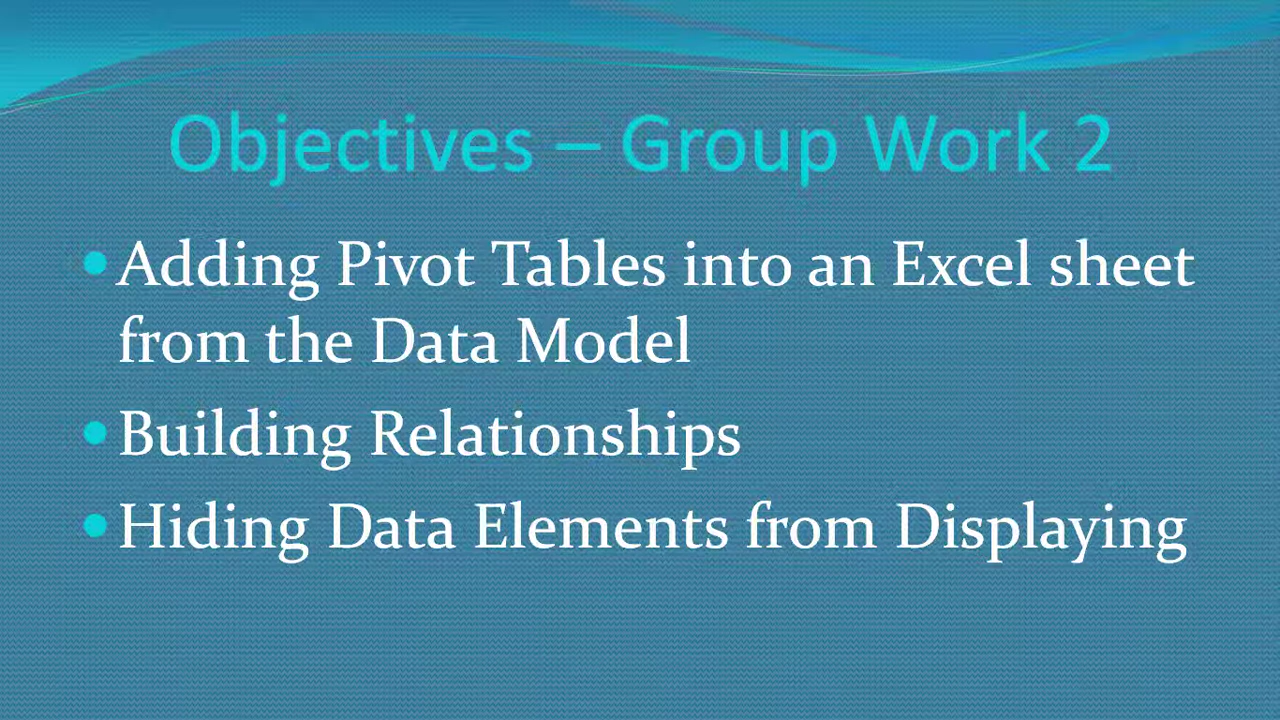 Objectives – Group Work 2
• Adding Pivot Tables into an Excel sheet
from the Data Model
• Building Relationships
• Hiding Data Elements from Displaying